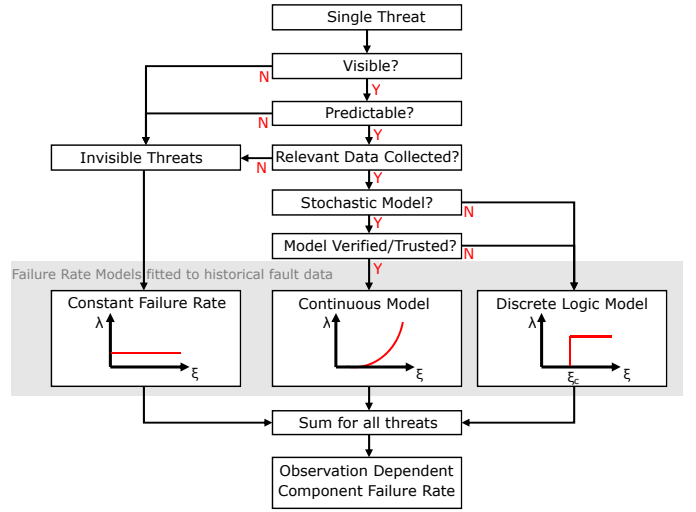 Single Threat
Visible?
N
Y
Predictable?
N
Y
Invisible Threats
Relevant Data Collected?
N
Y
Stochastic Model?
N
Y
Model Verified/Trusted?
N
Y
Failure Rate Models fitted to historical fault data
Constant Failure Rate
λ
ξ
Continuous Model
λ
ξ
Discrete Logic Model
λ
ξc
ξ
Sum for all threats
Observation Dependent
Component Failure Rate